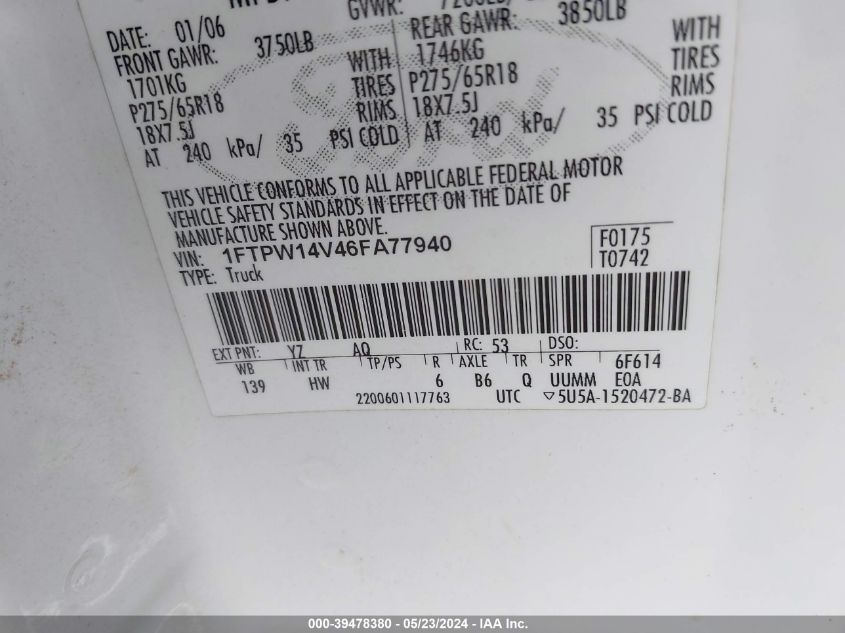 GVWR:
DATE: 01/06
FRONT GAWR: 3750LB
1701KG WITH
P275/65R18 TIRES
18X7.5J RIMS
AT 240 kPa/ 35 PSI COLD
REAR GAWR: 3850LB
1746KG WITH
P275/65R18 TIRES
18X7.5J RIMS
AT 240 kPa/ 35 PSI COLD
THIS VEHICLE CONFORMS TO ALL APPLICABLE FEDERAL MOTOR
VEHICLE SAFETY STANDARDS IN EFFECT ON THE DATE OF
MANUFACTURE SHOWN ABOVE.
VIN: 1FTPW14V46FA77940
TYPE: Truck
F0175
T0742
EXT PNT: YZ AQ RC: 53 DSO:
WB INT TR TP/PS R AXLE TR SPR 6F614
139 HW 6 B6 Q UUMM E0A
2200601117763 UTC ▽5U5A-1520472-BA
000-39478380 - 05/23/2024 - IAA Inc.